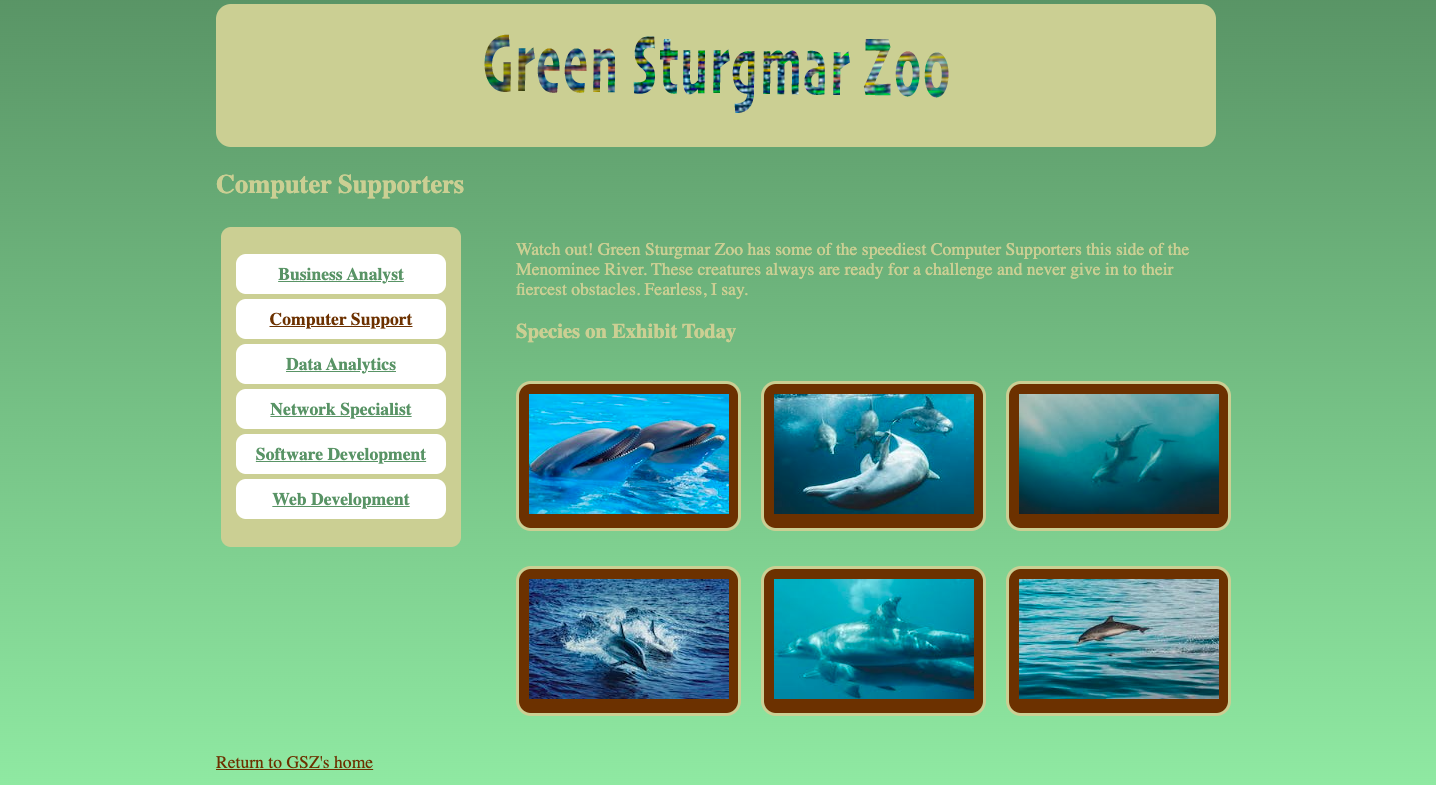 Green Sturgmar Zoo
Computer Supporters
Business Analyst
Computer Support
Data Analytics
Network Specialist
Software Development
Web Development
Watch out! Green Sturgmar Zoo has some of the speediest Computer Supporters this side of the
Menominee River. These creatures always are ready for a challenge and never give in to their
fiercest obstacles. Fearless, I say.
Species on Exhibit Today
Return to GSZ's home